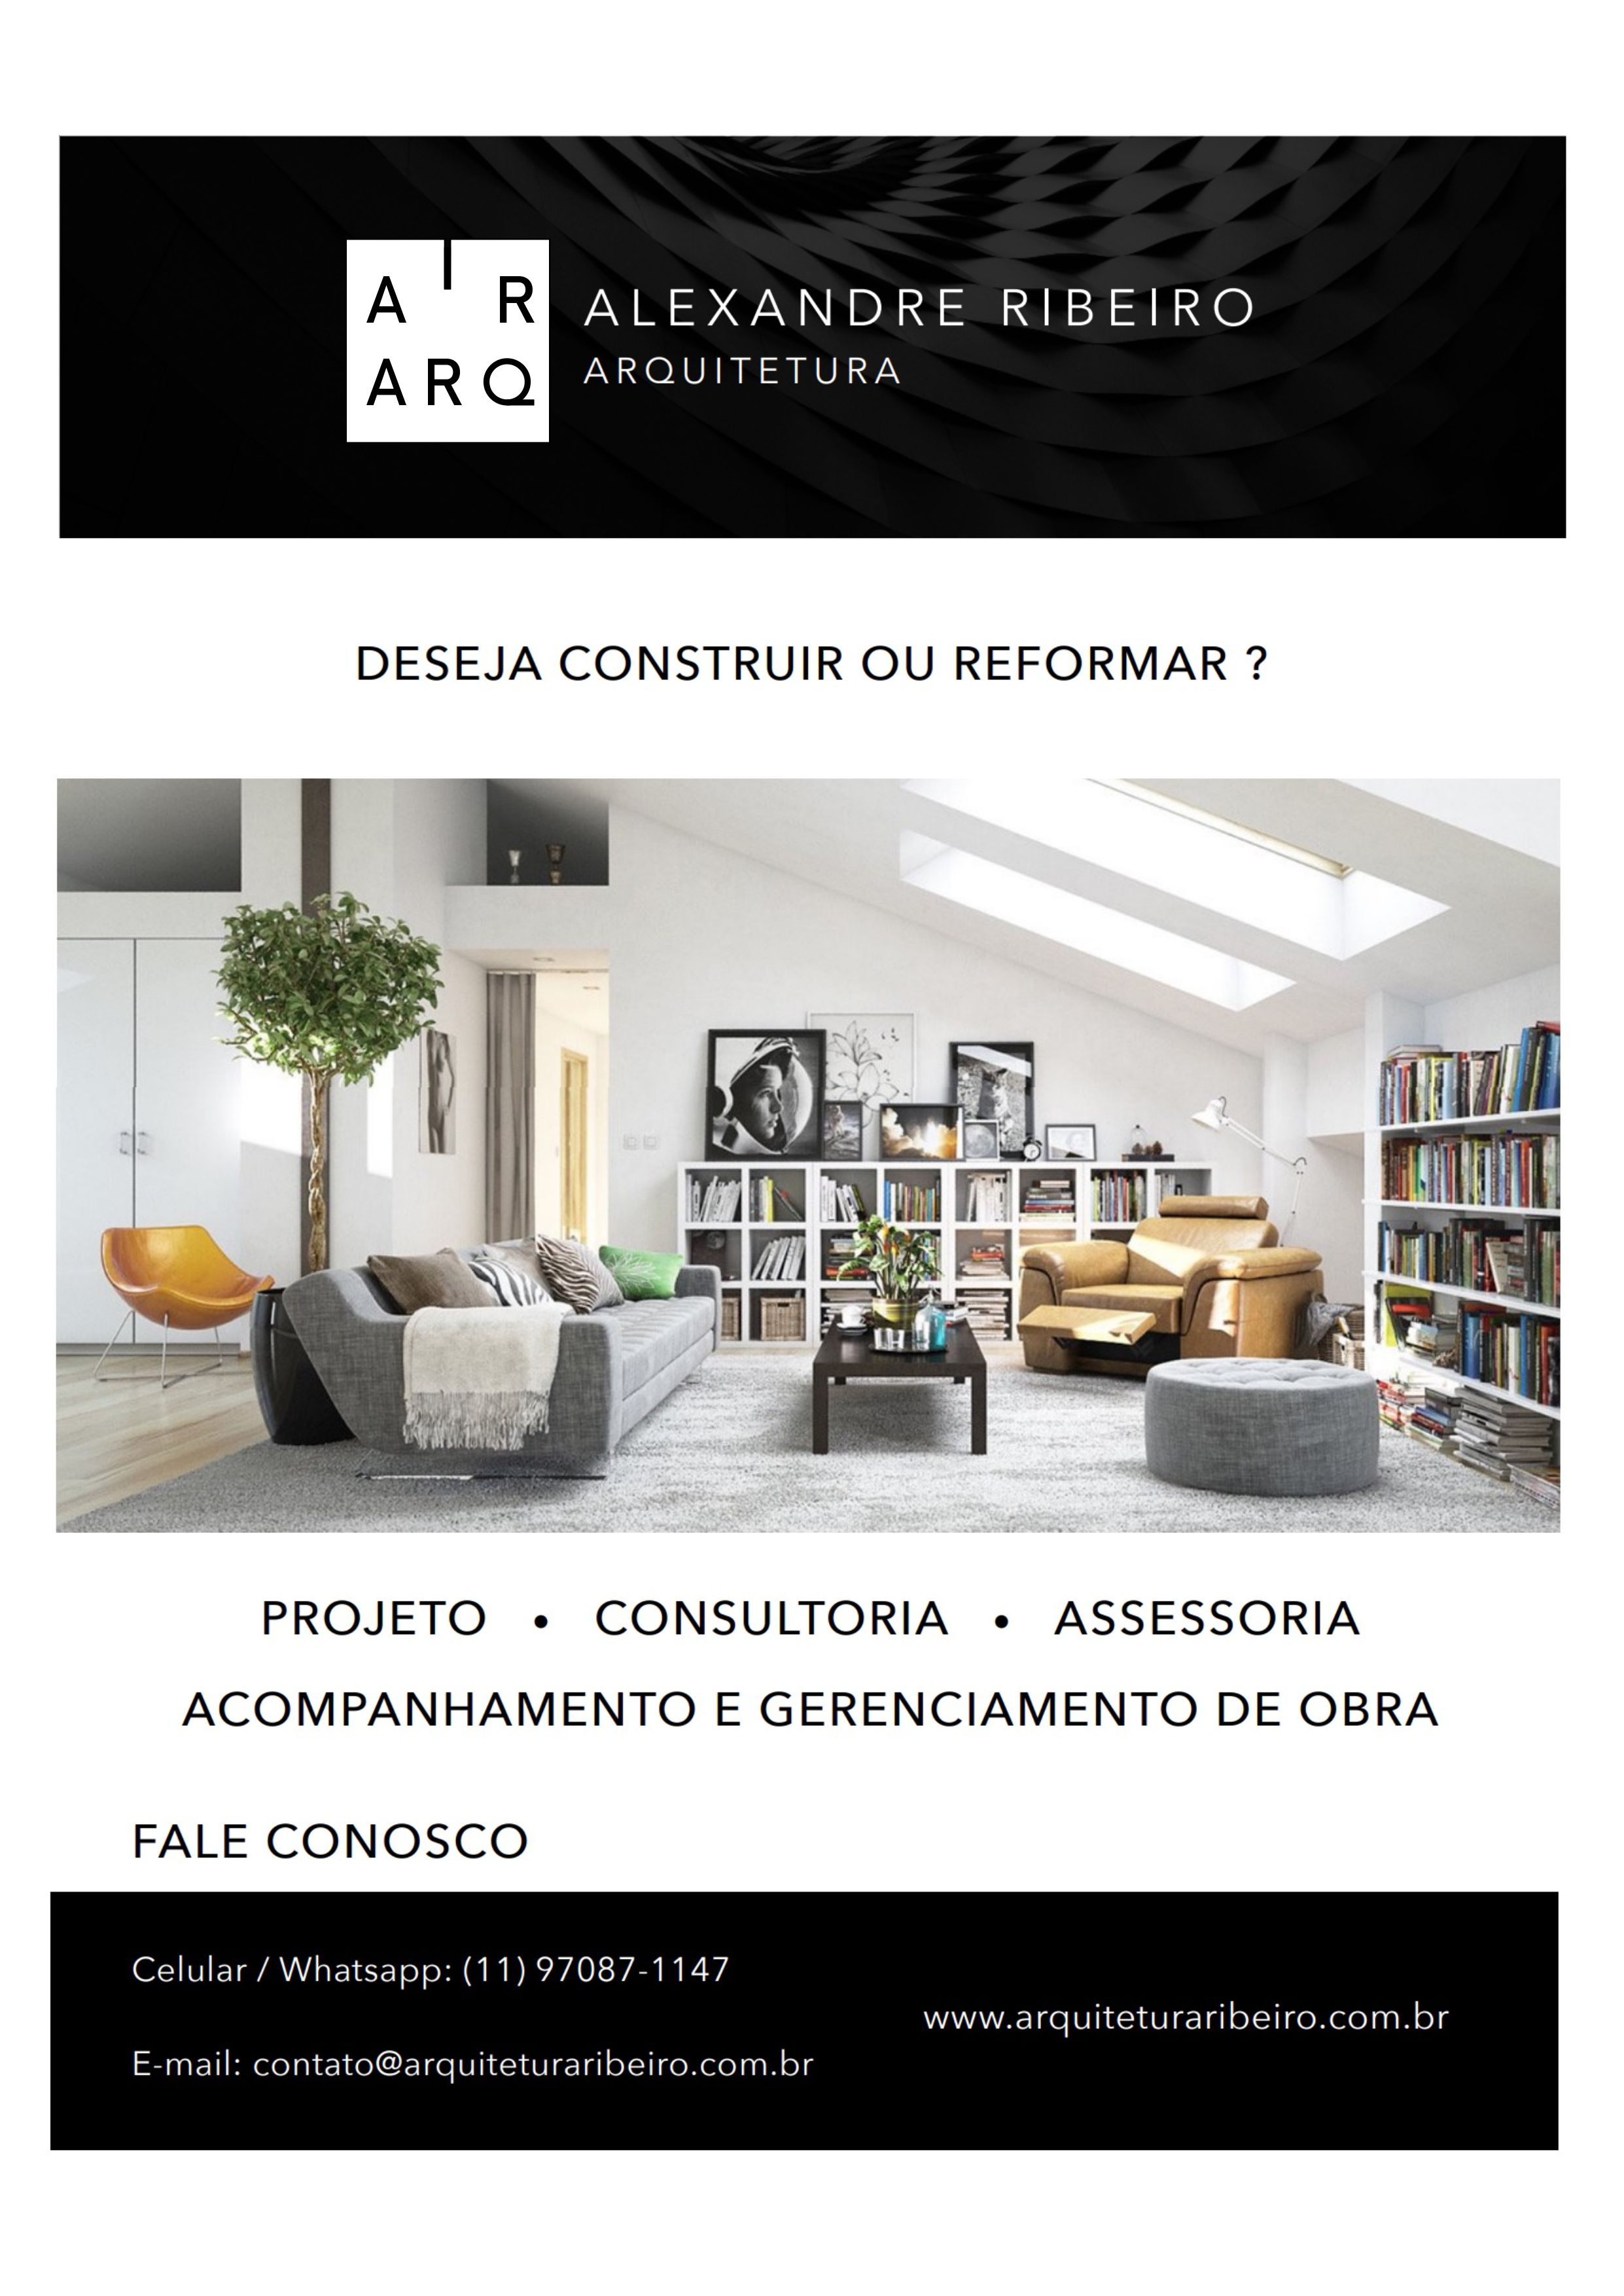 A R
ARQ
ALEXANDRE RIBEIRO
ARQUITETURA
DESEJA CONSTRUIR OU REFORMAR ?
PROJETO • CONSULTORIA • ASSESSORIA
ACOMPANHAMENTO E GERENCIAMENTO DE OBRA
FALE CONOSCO
Celular / Whatsapp: (11) 97087-1147
www.arquiteturaribeiro.com.br
E-mail: contato@arquiteturaribeiro.com.br